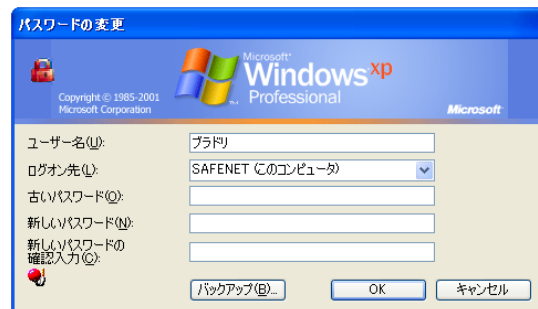 パスワードの変更
Microsoft®
Windows xp
Professional
Copyright © 1985-2001
Microsoft Corporation
Microsoft
ユーザー名(U):
ブラドリ
ログオン先(L):
SAFENET (このコンピュータ)
古いパスワード(O):
新しいパスワード(N):
新しいパスワードの
確認入力(C):
バックアップ(B)...
OK
キャンセル